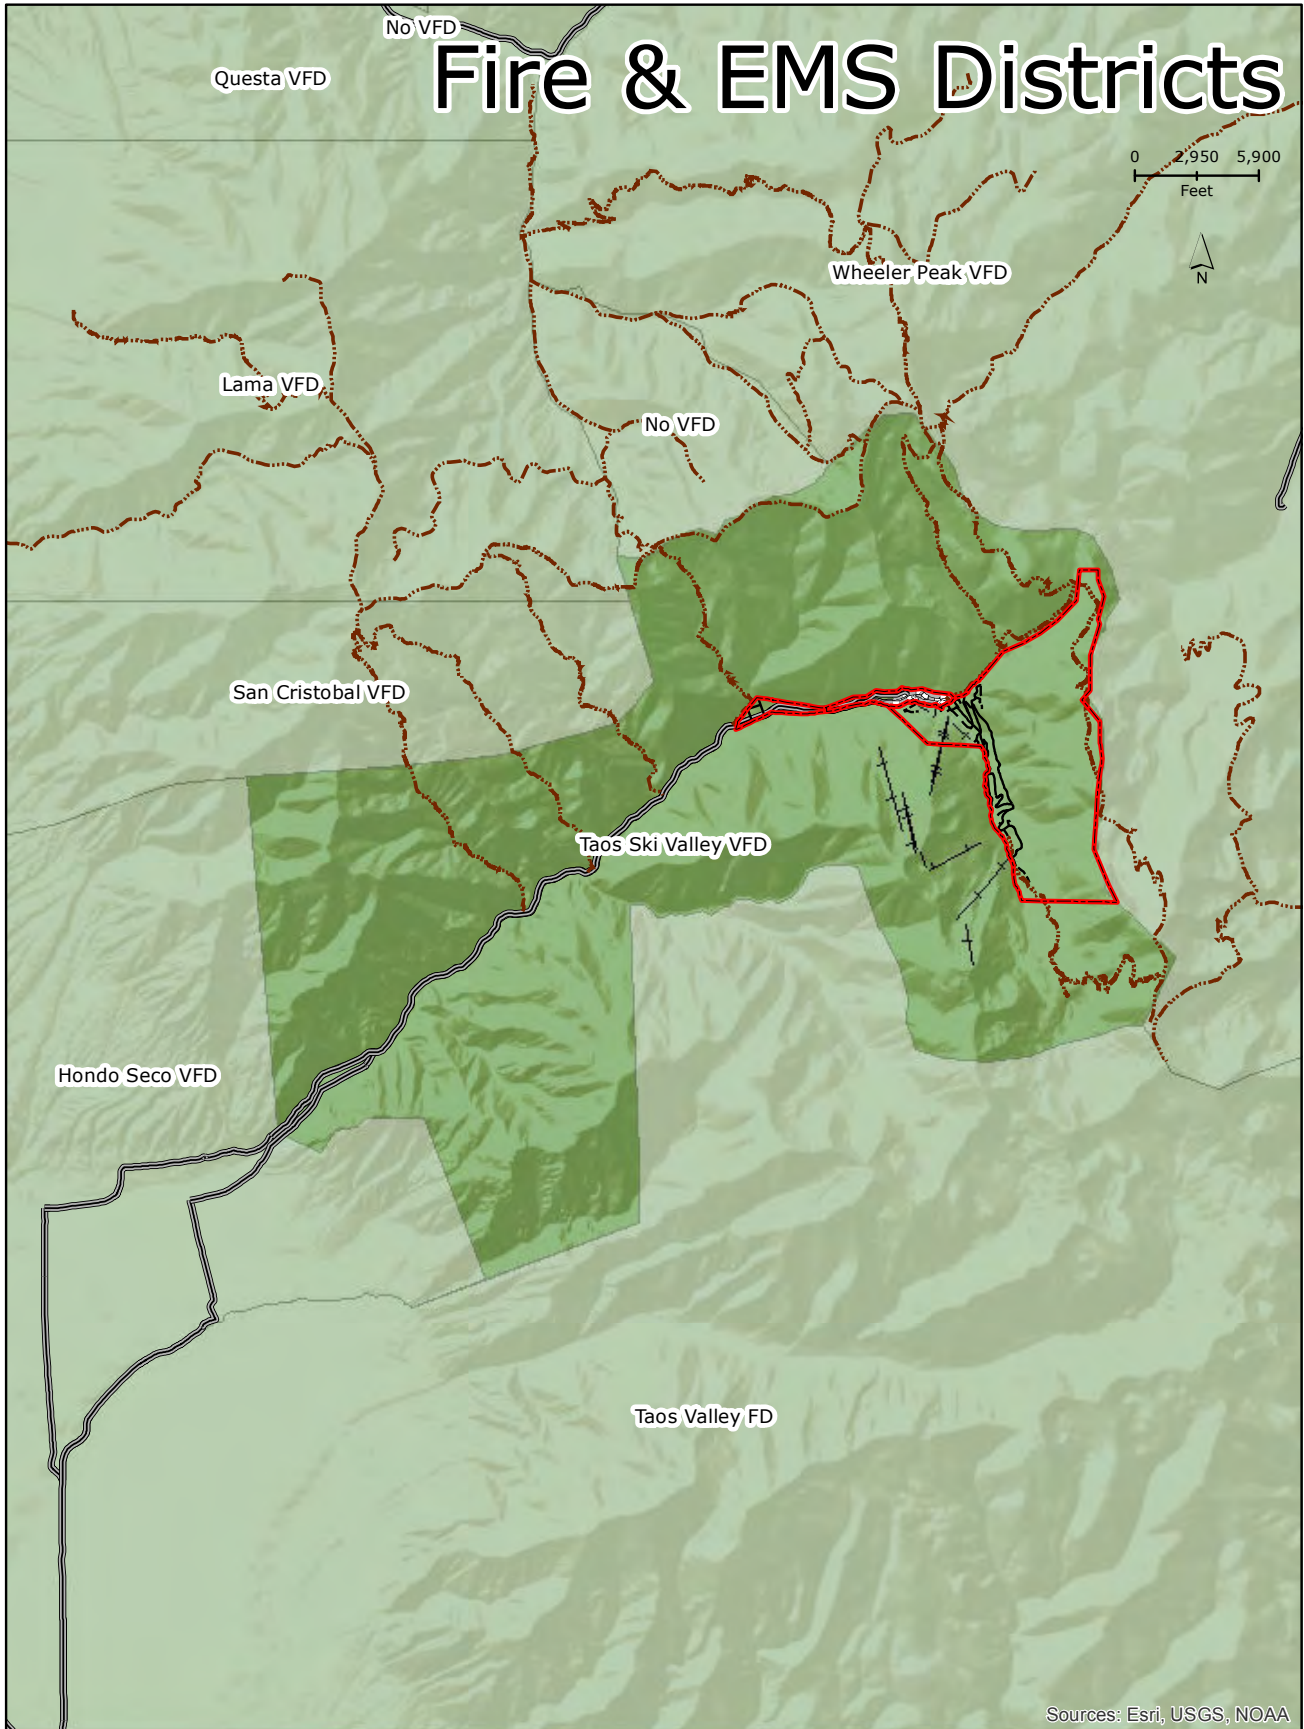 No VFD
Fire & EMS Districts
Questa VFD
0 2,950 5,900
Feet
N
Wheeler Peak VFD
Lama VFD
No VFD
San Cristobal VFD
Taos Ski Valley VFD
Hondo Seco VFD
Taos Valley FD
Sources: Esri, USGS, NOAA